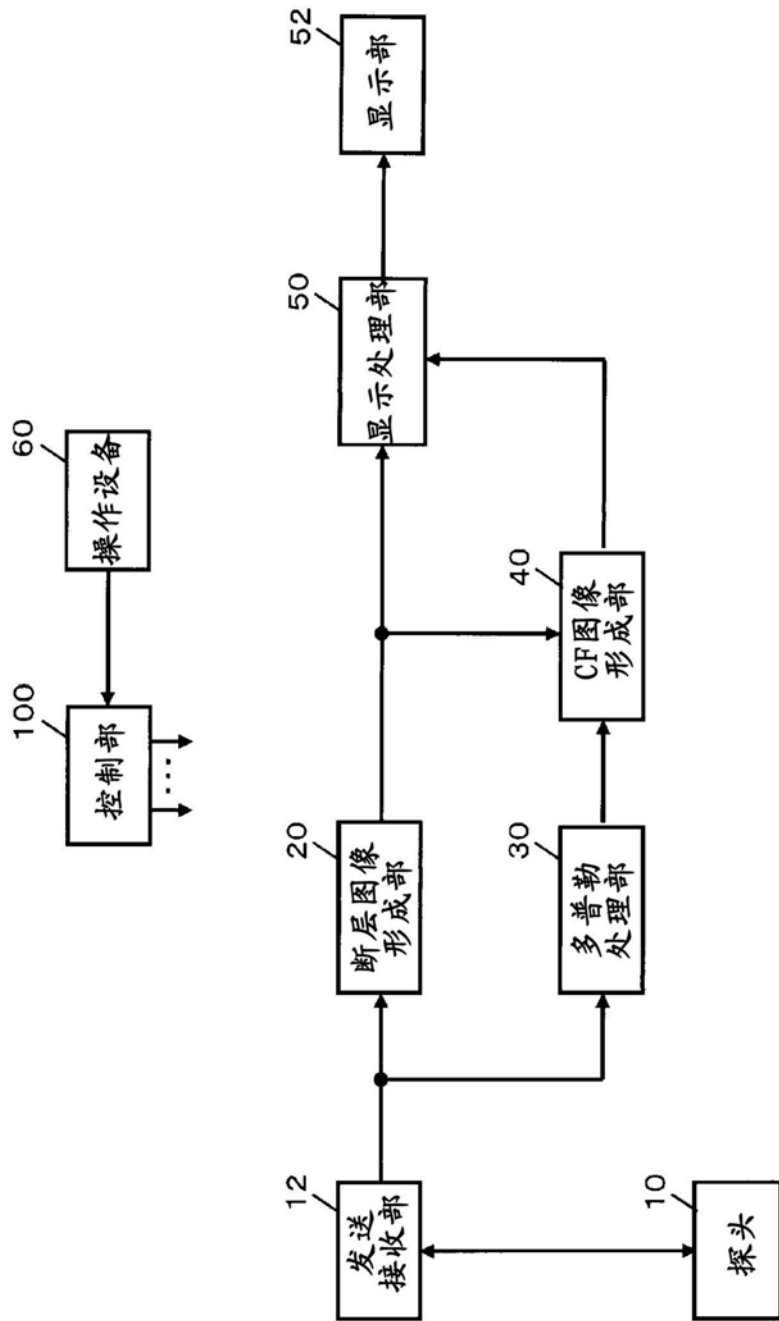 60
操作设备
100
控制部
...
52
显示部
50
显示处理部
20
断层图像
形成部
40
CF图像
形成部
30
多普勒
处理部
12
发送
接收部
10
探头